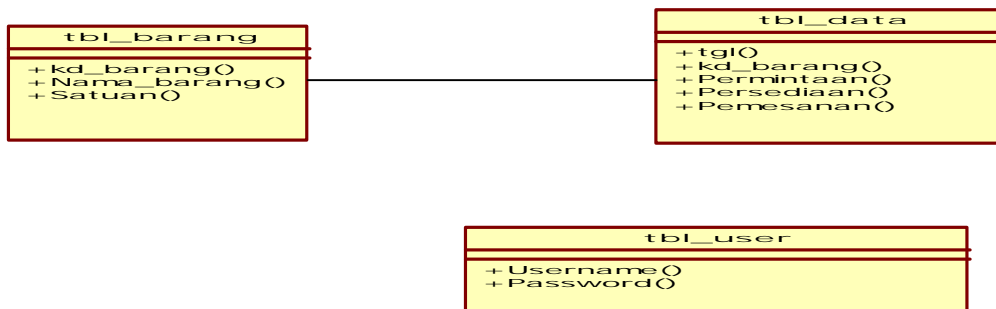 tbl_barang
+kd_barang()
+Nama_barang()
+Satuan()
tbl_data
+tgl()
+kd_barang()
+Permintaan()
+Persediaan()
+Pemesanan()
tbl_user
+Username()
+Password()